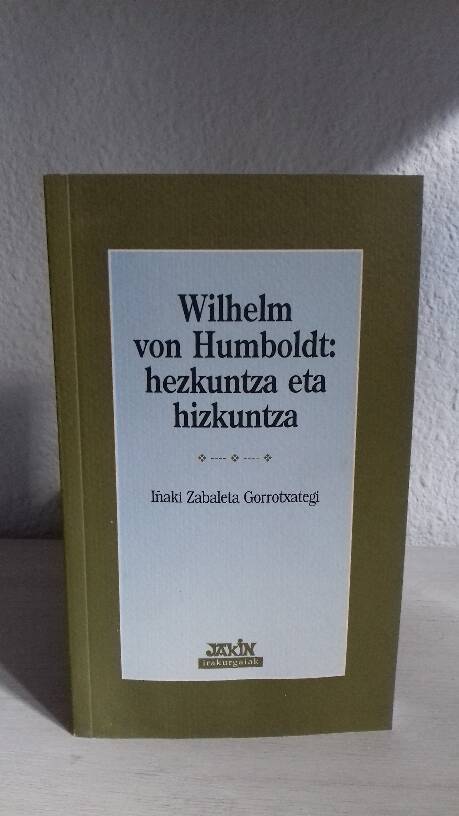 Wilhelm
von Humboldt:
hezkuntza eta
hizkuntza
Iñaki Zabaleta Gorrotxategi
JAKIN
irakurgaiak